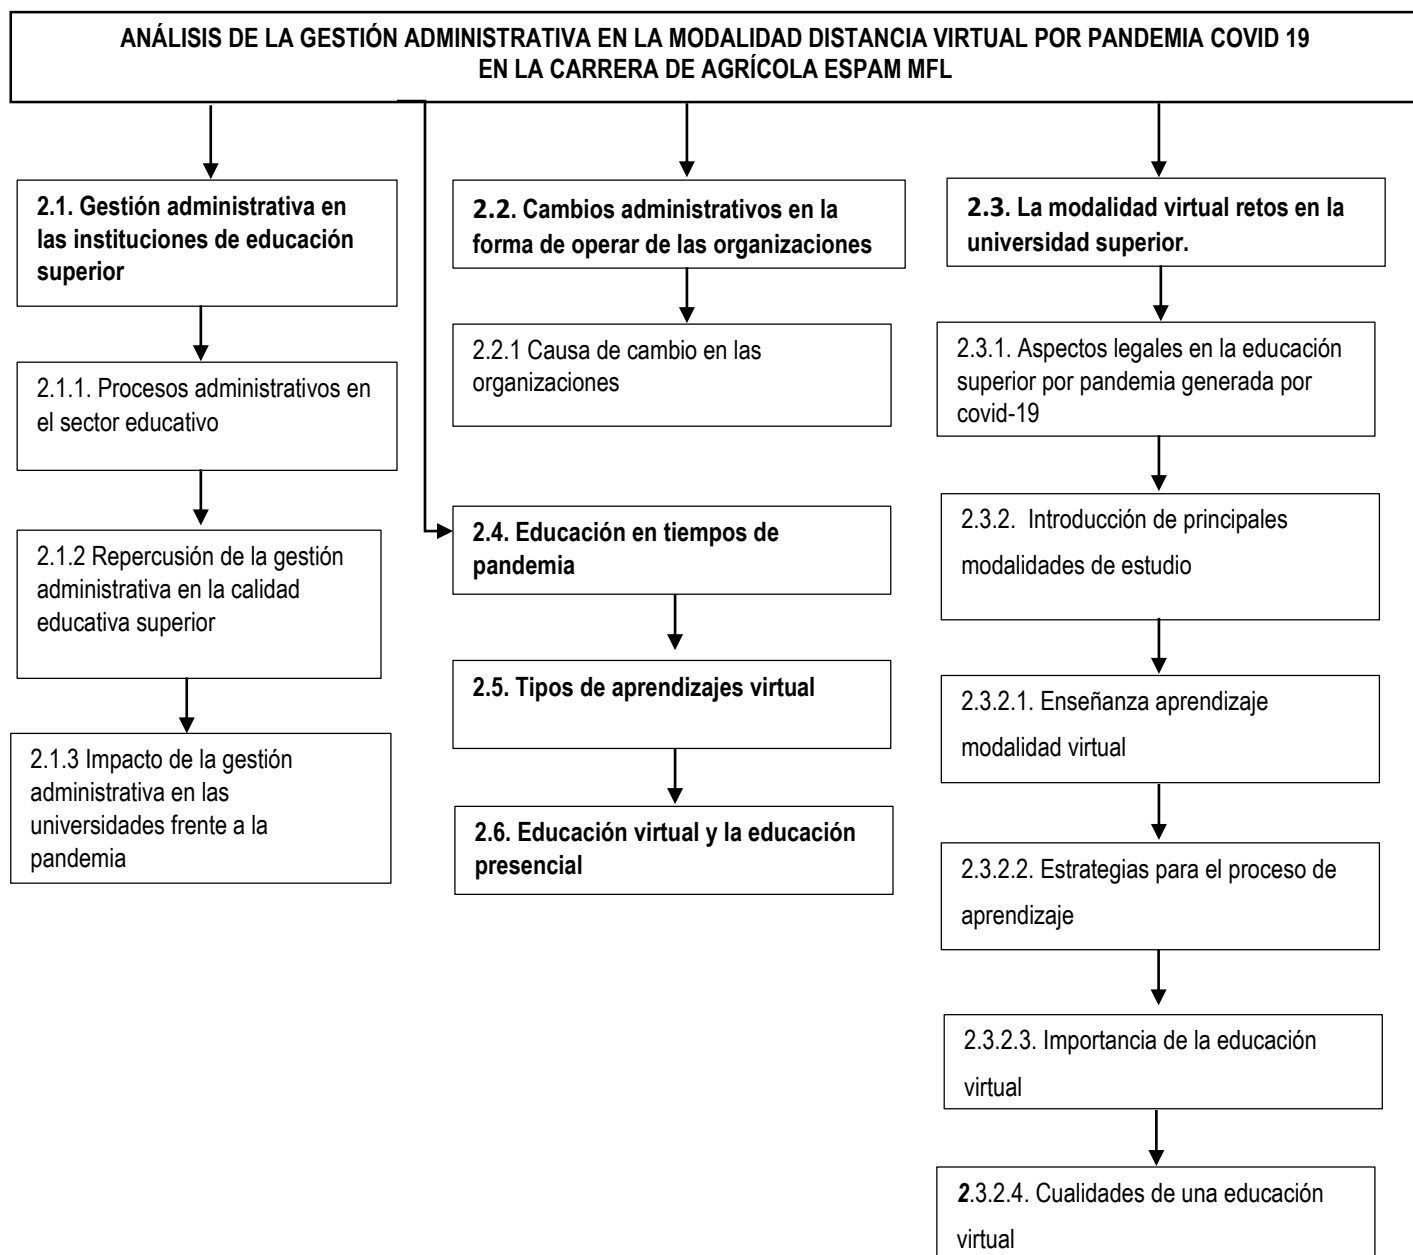 ANÁLISIS DE LA GESTIÓN ADMINISTRATIVA EN LA MODALIDAD DISTANCIA VIRTUAL POR PANDEMIA COVID 19
EN LA CARRERA DE AGRÍCOLA ESPAM MFL
2.1. Gestión administrativa en
las instituciones de educación
superior
2.1.1. Procesos administrativos en
el sector educativo
2.1.2 Repercusión de la gestión
administrativa en la calidad
educativa superior
2.1.3 Impacto de la gestión
administrativa en las
universidades frente a la
pandemia
2.2. Cambios administrativos en la
forma de operar de las organizaciones
2.2.1 Causa de cambio en las
organizaciones
2.4. Educación en tiempos de
pandemia
2.5. Tipos de aprendizajes virtual
2.6. Educación virtual y la educación
presencial
2.3. La modalidad virtual retos en la
universidad superior.
2.3.1. Aspectos legales en la educación
superior por pandemia generada por
covid-19
2.3.2. Introducción de principales
modalidades de estudio
2.3.2.1. Enseñanza aprendizaje
modalidad virtual
2.3.2.2. Estrategias para el proceso de
aprendizaje
2.3.2.3. Importancia de la educación
virtual
2.3.2.4. Cualidades de una educación
virtual